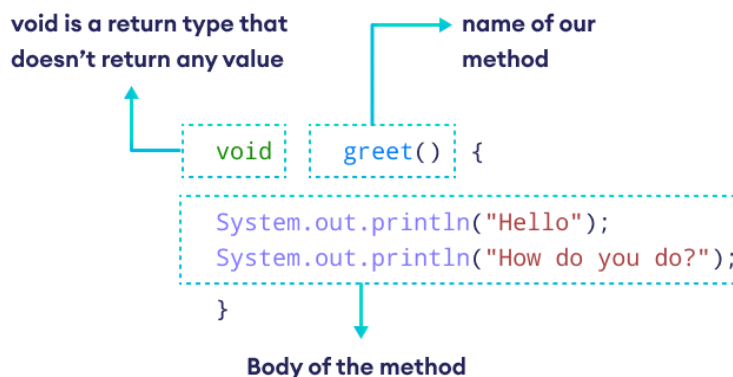 void is a return type that
doesn't return any value
name of our
method
void greet() {
System.out.println("Hello");
System.out.println("How do you do?");
}
Body of the method